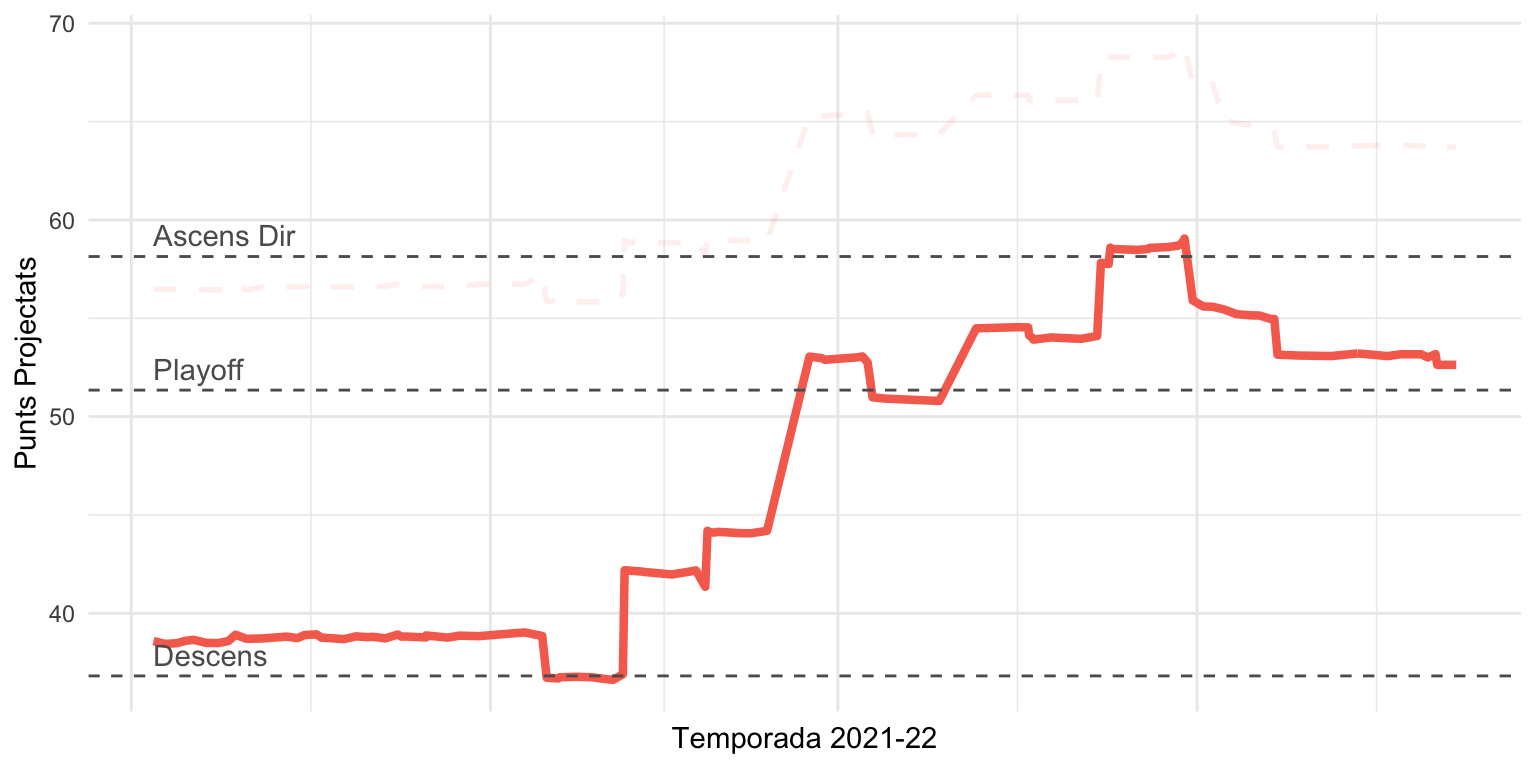 70
60
50
40
Punts Projectats
Ascens Dir
Playoff
Descens
Temporada 2021-22